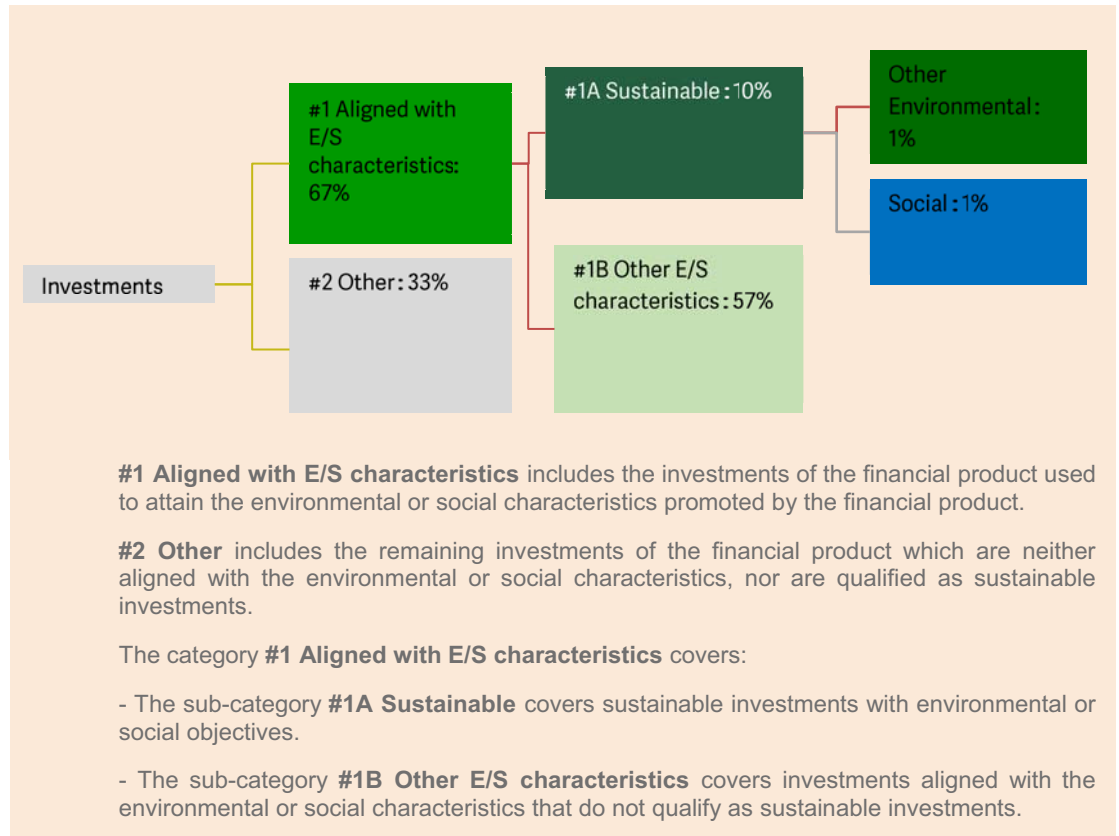 Investments
#1 Aligned with
E/S
characteristics:
67%
#2 Other: 33%
#1A Sustainable: 10%
#1B Other E/S
characteristics: 57%
Other
Environmental:
1%
Social: 1%
#1 Aligned with E/S characteristics includes the investments of the financial product used
to attain the environmental or social characteristics promoted by the financial product.
#2 Other includes the remaining investments of the financial product which are neither
aligned with the environmental or social characteristics, nor are qualified as sustainable
investments.
The category #1 Aligned with E/S characteristics covers:
- The sub-category #1A Sustainable covers sustainable investments with environmental or
social objectives.
- The sub-category #1B Other E/S characteristics covers investments aligned with the
environmental or social characteristics that do not qualify as sustainable investments.